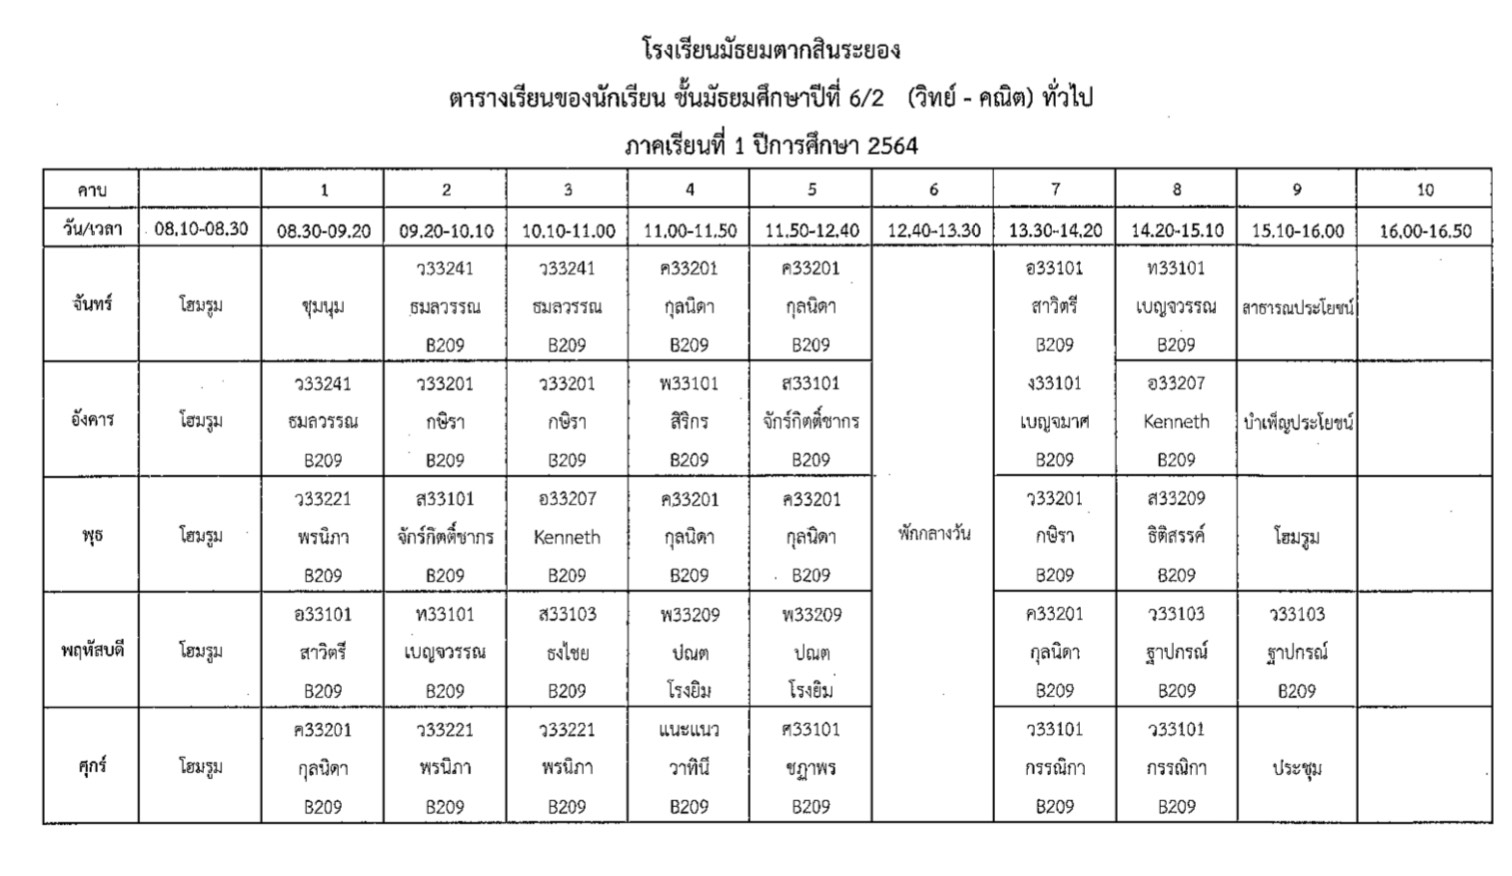 โรงเรียนมัธยมตากสินระยอง
ตารางเรียนของนักเรียน ชั้นมัธยมศึกษาปีที่ 6/2 (วิทย์ - คณิต) ทั่วไป
ภาคเรียนที่ 1 ปีการศึกษา 2564
คาบ 1 2 3 4 5 6 7 8 9 10
วัน/เวลา 08.10-08.30 08.30-09.20 09.20-10.10 10.10-11.00 11.00-11.50 11.50-12.40 12.40-13.30 13.30-14.20 14.20-15.10 15.10-16.00 16.00-16.50
ว33241 ว33241 ค33201 ค33201 อ33101 ท33101
จันทร์ โฮมรูม ชุมนุม ธมลวรรณ ธมลวรรณ กุลนิดา กุลนิดา สาวิตรี เบญจวรรณ สาธารณประโยชน์
B209 B209 B209 B209 B209 B209
ว33241 ว33201 ว33201 พ33101 ส33101 ง33101 อ33207
อังคาร โฮมรูม ธมลวรรณ กษิรา กษิรา สิริกร จักร์กิตติ์ชากร เบญจมาศ Kenneth บำเพ็ญประโยชน์
B209 B209 B209 B209 B209 B209 B209
ว33221 ส33101 อ33207 ค33201 ค33201 ว33201 ส33209
พุธ โฮมรูม พรนิภา จักร์กิตติ์ชากร Kenneth กุลนิดา กุลนิดา พักกลางวัน กษิรา ธิติสรรค์ โฮมรูม
B209 B209 B209 B209 B209 B209 B209
อ33101 ท33101 ส33103 พ33209 พ33209 ค33201 ว33103 ว33103
พฤหัสบดี โฮมรูม สาวิตรี เบญจวรรณ ธงไชย ปณต ปณต กุลนิดา ฐาปกรณ์ ฐาปกรณ์
B209 B209 B209 โรงยิม โรงยิม B209 B209 B209
ค33201 ว33221 ว33221 แนะแนว ศ33101 ว33101 ว33101
ศุกร์ โฮมรูม กุลนิดา พรนิภา พรนิภา วาทินี ชฎาพร กรรณิกา กรรณิกา ประชุม
B209 B209 B209 B209 B209 B209 B209